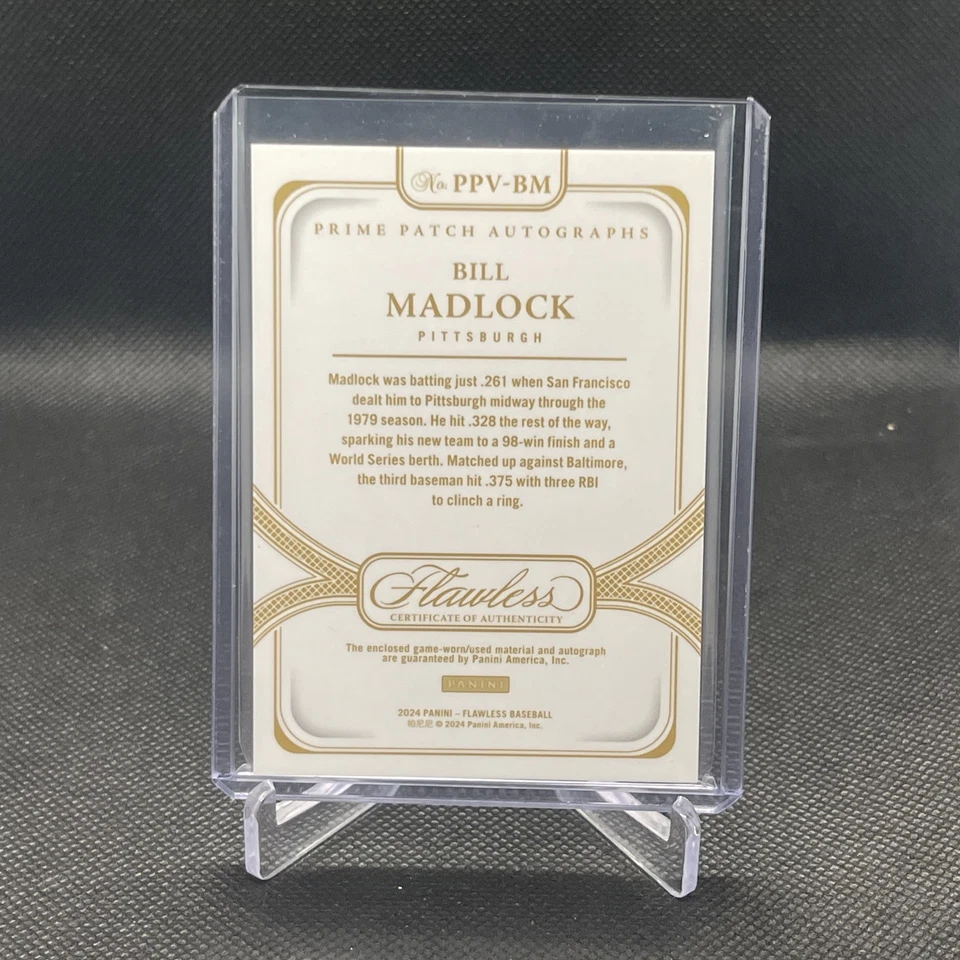 No. PPV-BM
PRIME PATCH AUTOGRAPHS
BILL
MADLOCK
PITTSBURGH
Madlock was batting just .261 when San Francisco
dealt him to Pittsburgh midway through the
1979 season. He hit .328 the rest of the way,
sparking his new team to a 98-win finish and a
World Series berth. Matched up against Baltimore,
the third baseman hit .375 with three RBI
to clinch a ring.
Flawless
CERTIFICATE OF AUTHENTICITY
The enclosed game-worn/used material and autograph
are guaranteed by Panini America, Inc.
PANINI
2024 PANINI – FLAWLESS BASEBALL
帕尼尼 © 2024 Panini America, Inc.